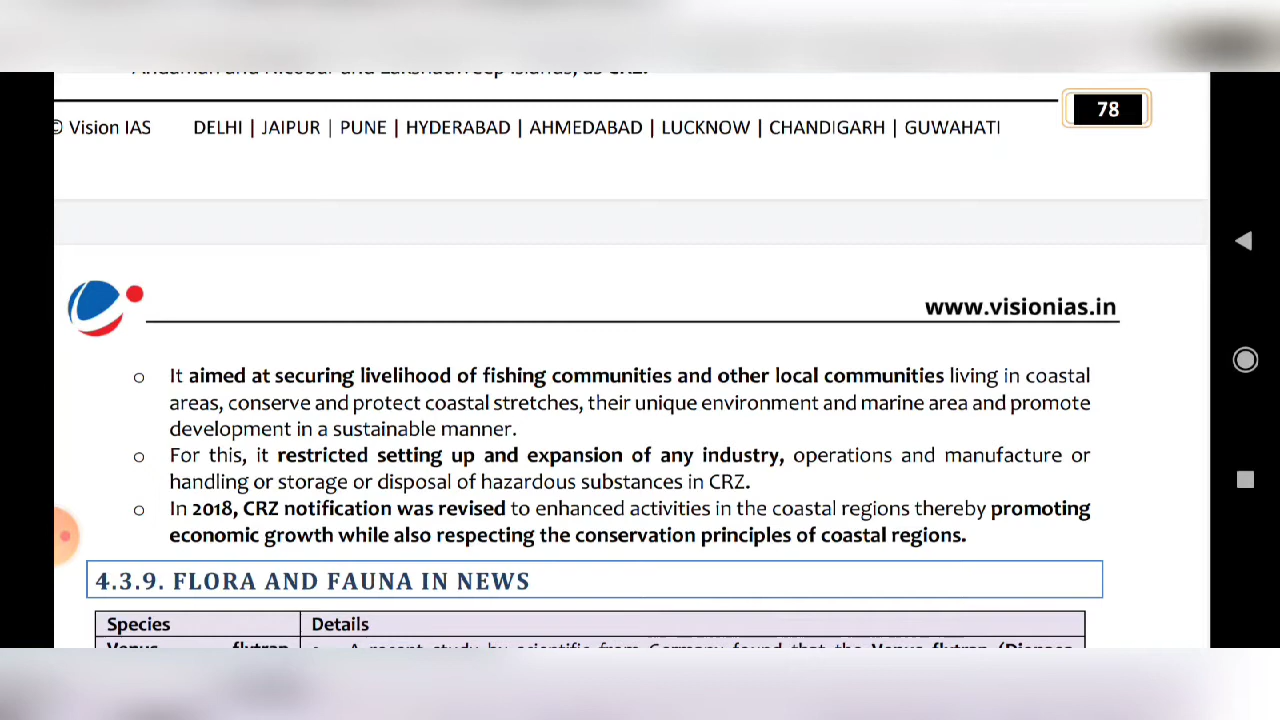 © Vision IAS DELHI | JAIPUR | PUNE | HYDERABAD | AHMEDABAD | LUCKNOW | CHANDIGARH | GUWAHATI
78
www.visionias.in
o It aimed at securing livelihood of fishing communities and other local communities living in coastal
areas, conserve and protect coastal stretches, their unique environment and marine area and promote
development in a sustainable manner.
o For this, it restricted setting up and expansion of any industry, operations and manufacture or
handling or storage or disposal of hazardous substances in CRZ.
o In 2018, CRZ notification was revised to enhanced activities in the coastal regions thereby promoting
economic growth while also respecting the conservation principles of coastal regions.
4.3.9. FLORA AND FAUNA IN NEWS
Species Details